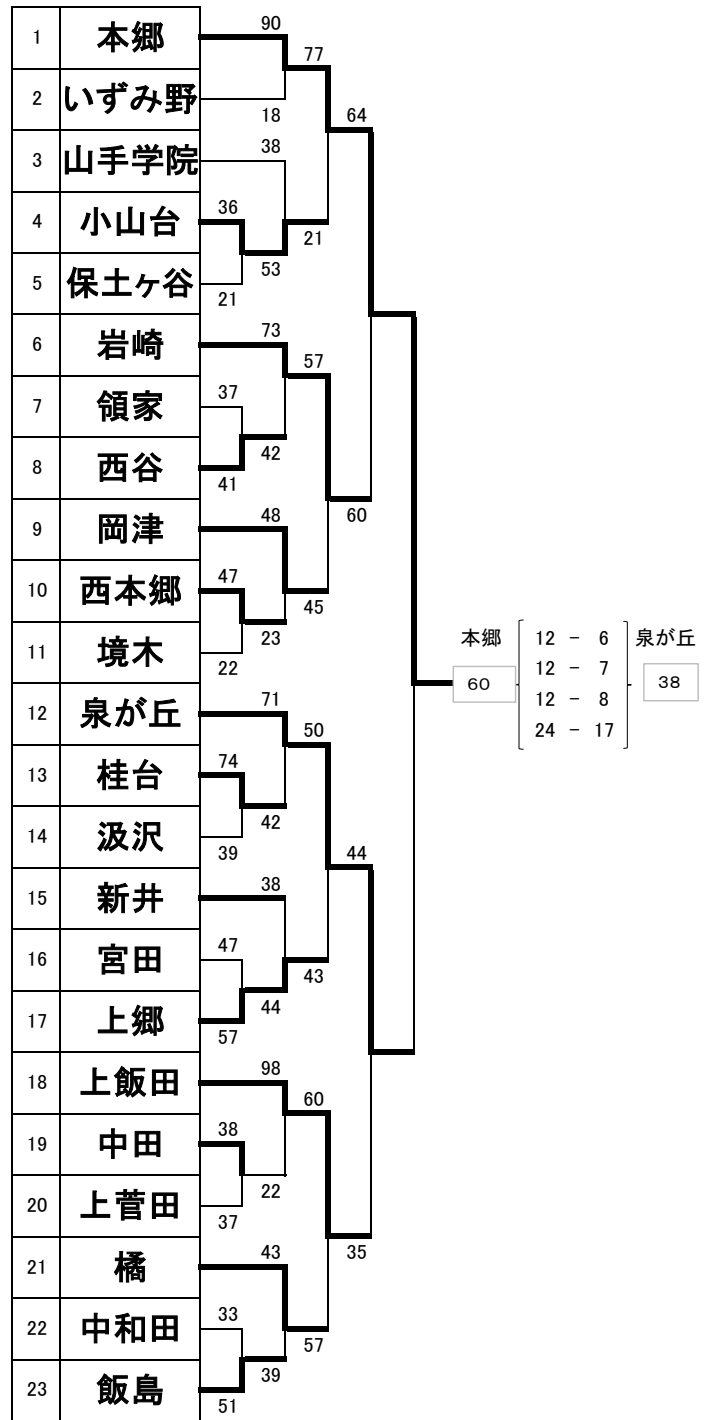 1 本郷
2 いずみ野
3 山手学院
4 小山台
5 保土ヶ谷
6 岩崎
7 領家
8 西谷
9 岡津
10 西本郷
11 境木
12 泉が丘
13 桂台
14 汲沢
15 新井
16 宮田
17 上郷
18 上飯田
19 中田
20 上菅田
21 橘
22 中和田
23 飯島
90
77
18
64
38
36
21
53
21
73
57
37
42
41
48
60
47
45
23
22
71
50
74
42
39
44
38
47
43
44
57
98
60
38
22
37
43
35
33
57
39
51
本郷 12 - 6 泉が丘
60 12 - 7 38
12 - 8
24 - 17